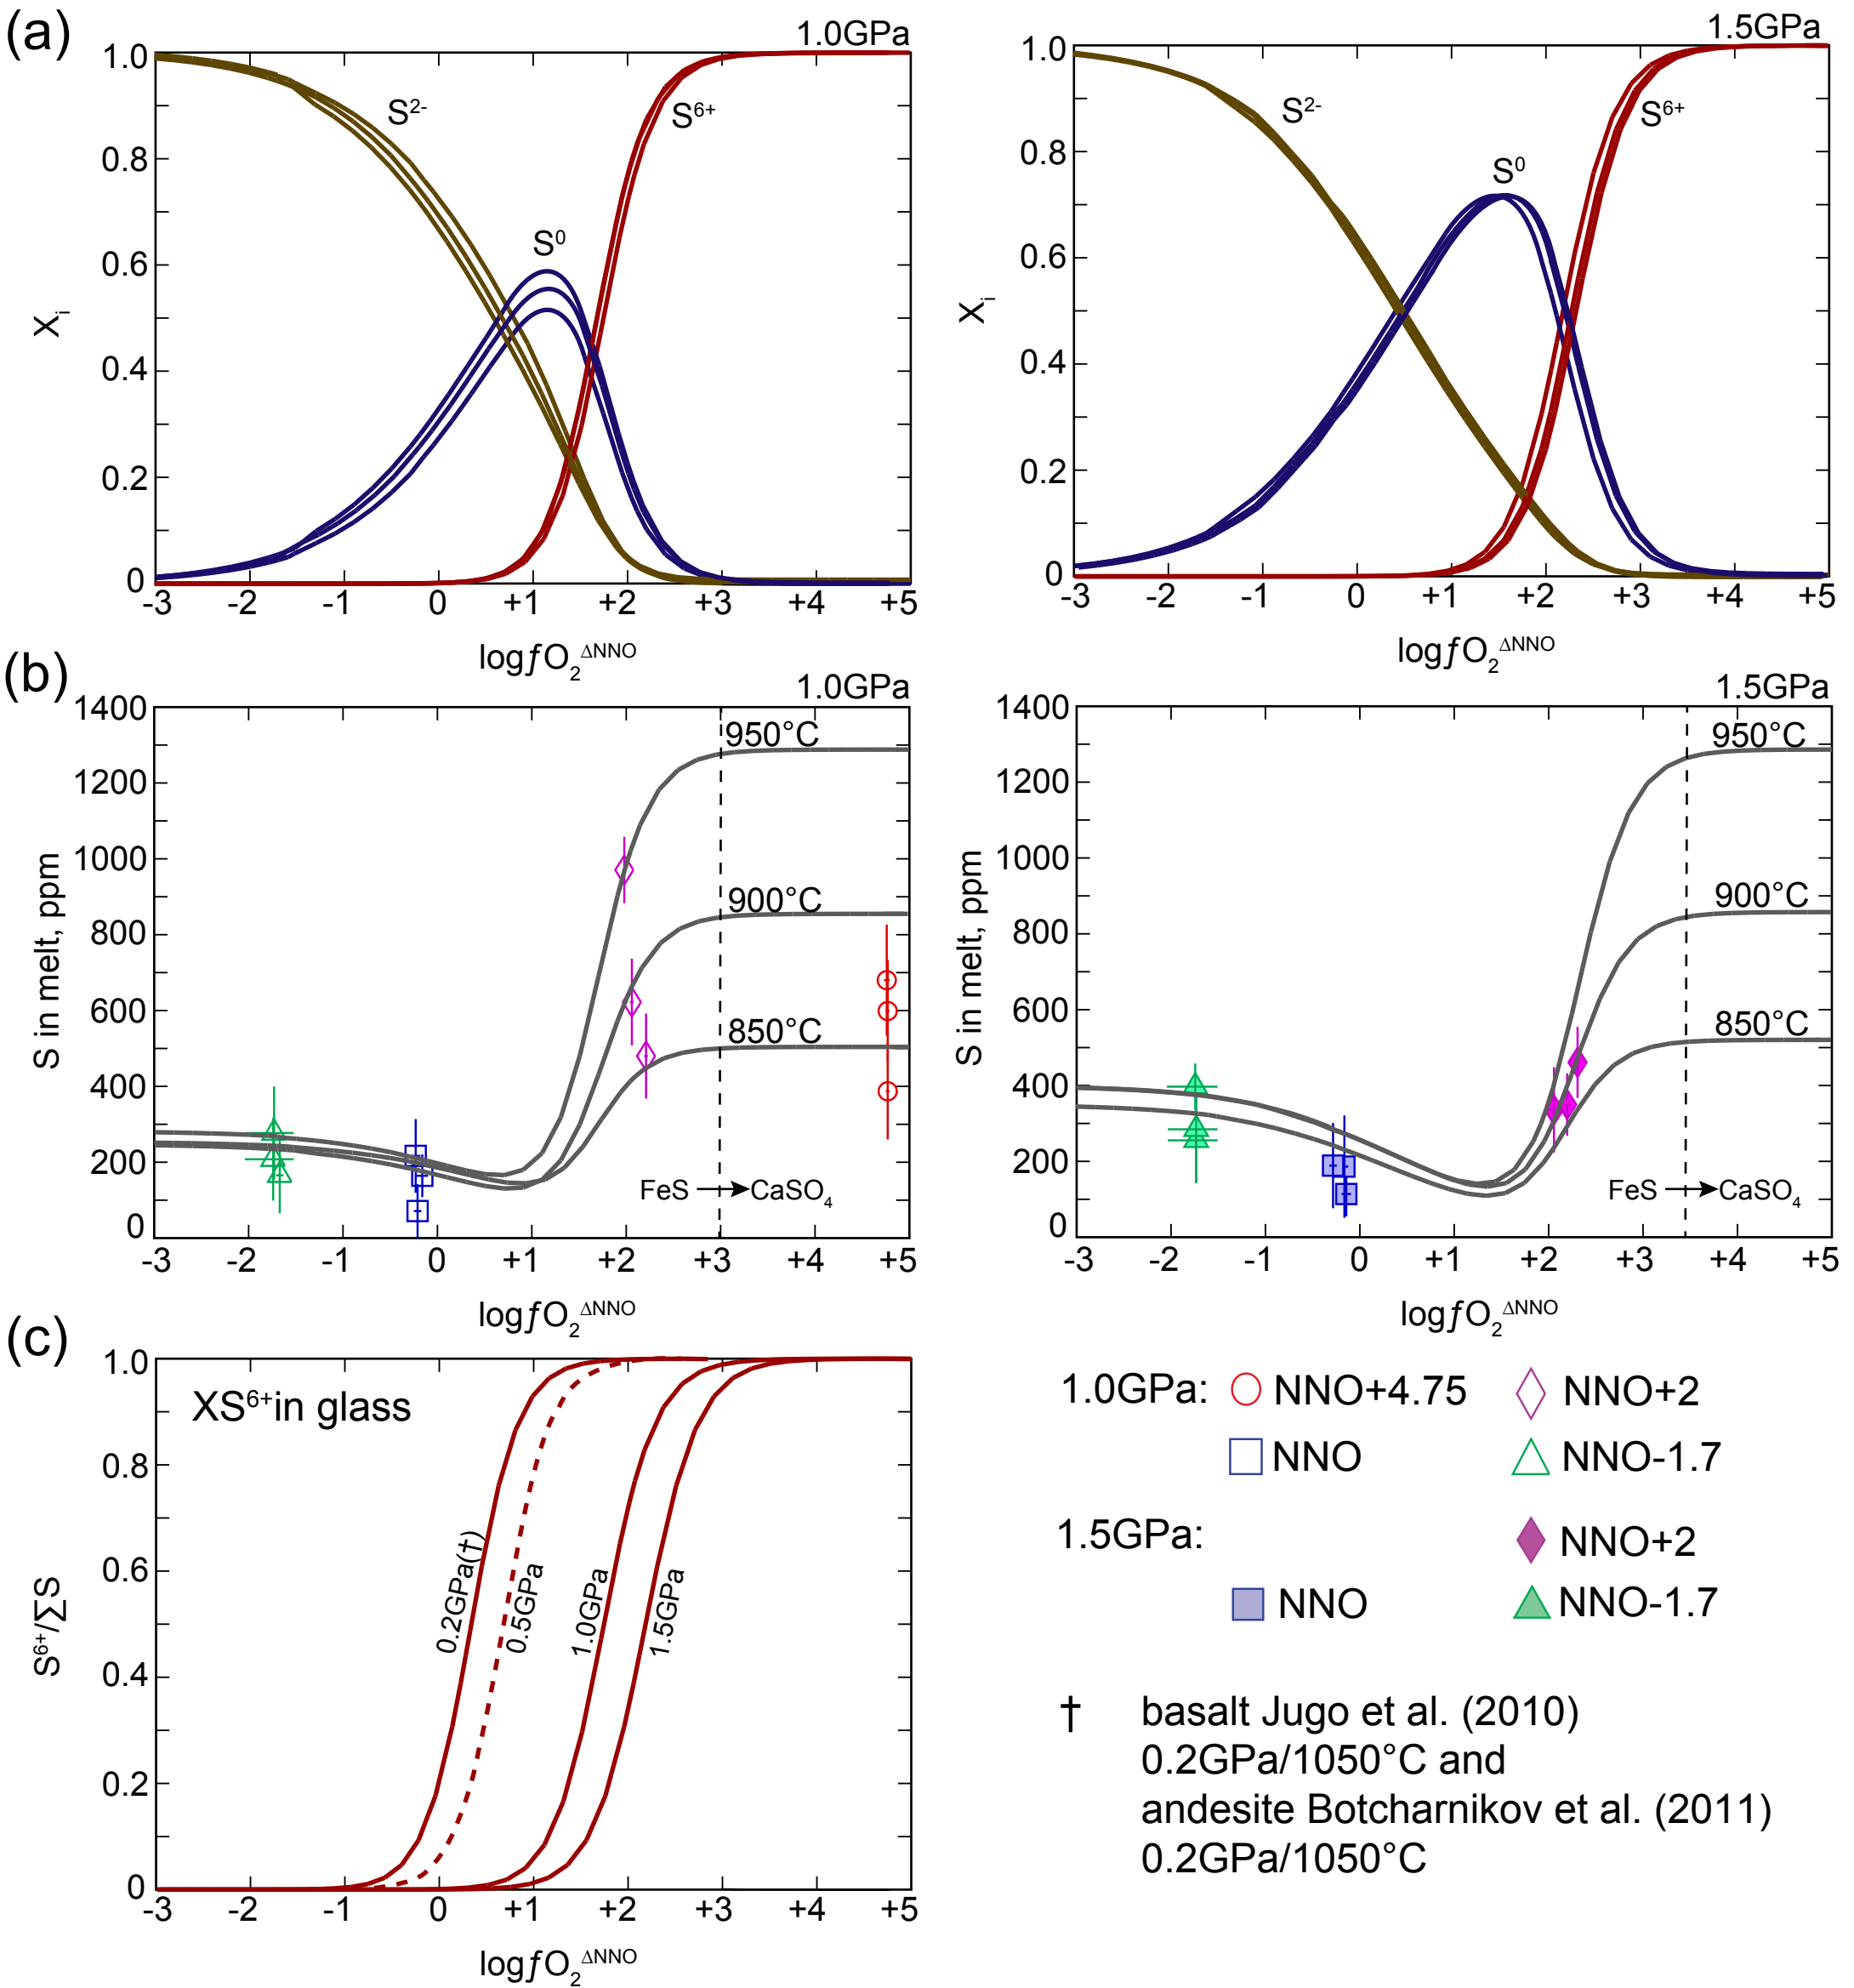 (a)
1.0GPa
1.0
0.8
0.6
0.4
0.2
0
Xi
S2-
S0
S6+
-3 -2 -1 0 +1 +2 +3 +4 +5
logƒO2 ΔNNO
1.5GPa
1.0
0.8
0.6
0.4
0.2
0
Xi
S2-
S0
S6+
-3 -2 -1 0 +1 +2 +3 +4 +5
logƒO2 ΔNNO
(b)
1.0GPa
1400
1200
1000
800
600
400
200
0
S in melt, ppm
950°C
900°C
850°C
FeS → CaSO4
-3 -2 -1 0 +1 +2 +3 +4 +5
logƒO2 ΔNNO
1.5GPa
1400
1200
1000
800
600
400
200
0
S in melt, ppm
950°C
900°C
850°C
FeS → CaSO4
-3 -2 -1 0 +1 +2 +3 +4 +5
logƒO2 ΔNNO
(c)
1.0
0.8
0.6
0.4
0.2
0
S6+/∑S
XS6+in glass
0.2GPa(†)
0.5GPa
1.0GPa
1.5GPa
-3 -2 -1 0 +1 +2 +3 +4 +5
logƒO2 ΔNNO
1.0GPa: NNO+4.75 NNO+2
NNO NNO-1.7
1.5GPa: NNO+2
NNO NNO-1.7
† basalt Jugo et al. (2010)
0.2GPa/1050°C and
andesite Botcharnikov et al. (2011)
0.2GPa/1050°C